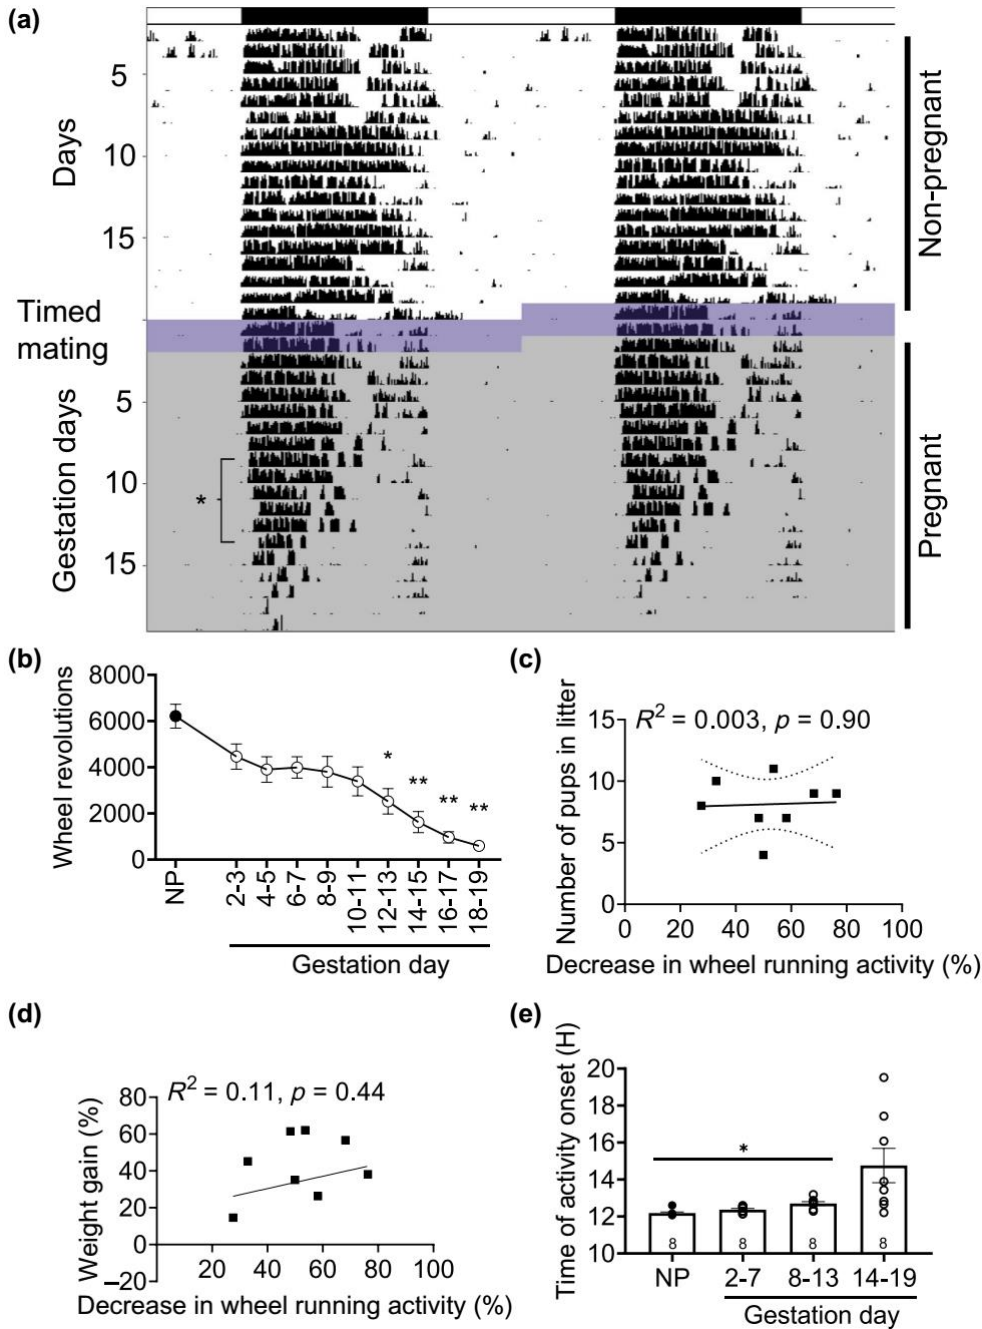 (a)
Days
5
10
15
Non-pregnant
Timed
mating
Gestation days
5
10
15
*
Pregnant
(b)
Wheel revolutions
8000
6000
4000
2000
0
*
**
**
**
NP
2-3
4-5
6-7
8-9
10-11
12-13
14-15
16-17
18-19
Gestation day
(c)
Number of pups in litter
R² = 0.003, p = 0.90
15
10
5
0
0 20 40 60 80 100
Decrease in wheel running activity (%)
(d)
Weight gain (%)
R² = 0.11, p = 0.44
80
60
40
20
0
–20
20 40 60 80 100
Decrease in wheel running activity (%)
(e)
Time of activity onset (H)
20
18
16
14
12
10
*
8 8 8 8
NP 2-7 8-13 14-19
Gestation day